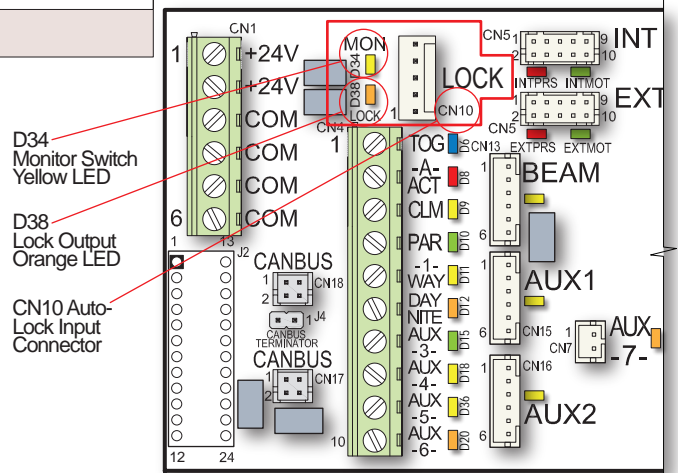 D34
Monitor Switch
Yellow LED
D38
Lock Output
Orange LED
CN10 Auto-
Lock Input
Connector
CN1
1
+24V
+24V
COM
COM
COM
COM
6
MON
D34
D38
LOCK
1
LOCK
CN10
CN5
1
2
9
10
INT
INTPRS
INTMOT
1
2
9
10
EXT
CN5
EXTPRS
EXTMOT
CN4
1
TOG
D6
-A-
ACT
D8
CLM
D9
PAR
D10
-1-
WAY
D11
DAY
NITE
D12
AUX
-3-
D15
AUX
-4-
D18
AUX
-5-
D36
AUX
-6-
D20
10
CN13
1
6
BEAM
1
6
AUX1
CN15
1
6
CN16
AUX2
1
CN7
AUX
-7-
1
13
J2
12
24
CANBUS
1
2
CN18
1
J4
CANBUS
TERMINATOR
CANBUS
1
2
CN17